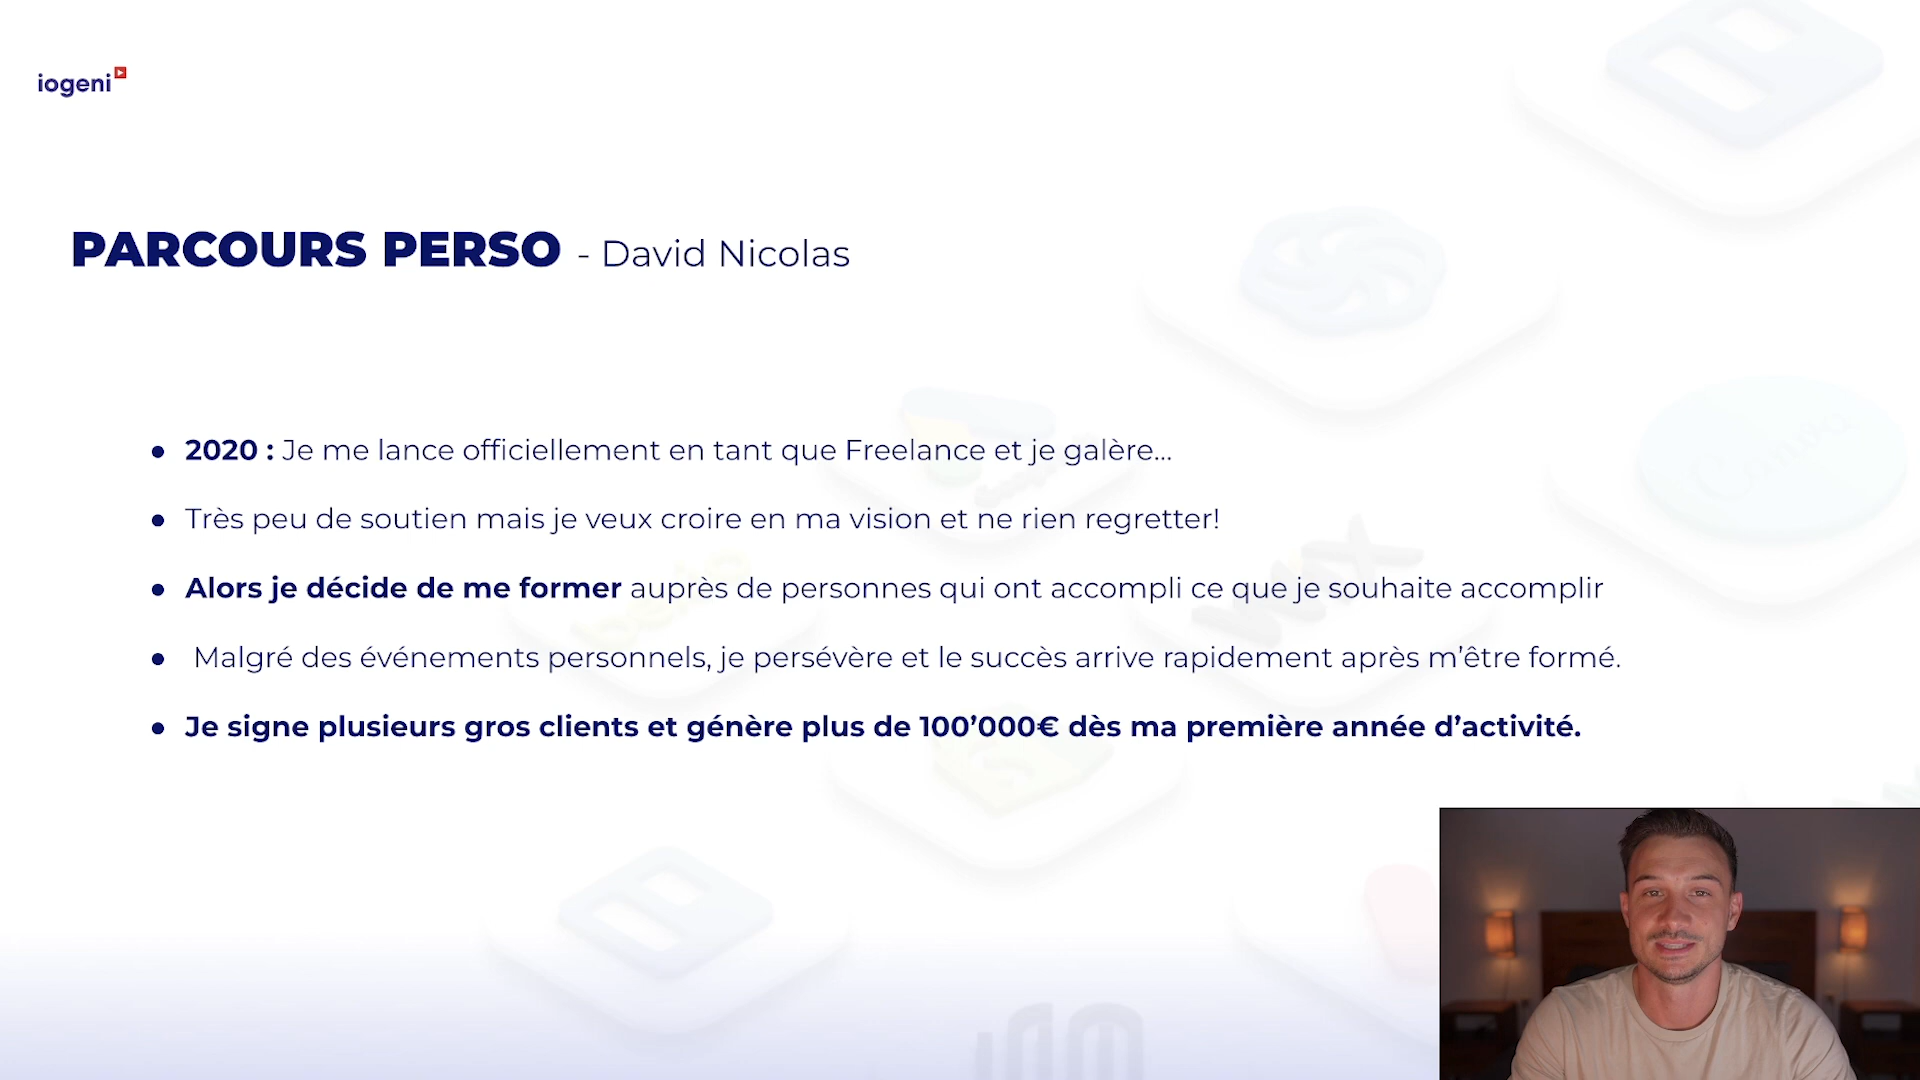 iogeni
PARCOURS PERSO - David Nicolas
● 2020 : Je me lance officiellement en tant que Freelance et je galère...
● Très peu de soutien mais je veux croire en ma vision et ne rien regretter!
● Alors je décide de me former auprès de personnes qui ont accompli ce que je souhaite accomplir
● Malgré des événements personnels, je persévère et le succès arrive rapidement après m’être formé.
● Je signe plusieurs gros clients et génère plus de 100’000€ dès ma première année d’activité.
Canva
WiX